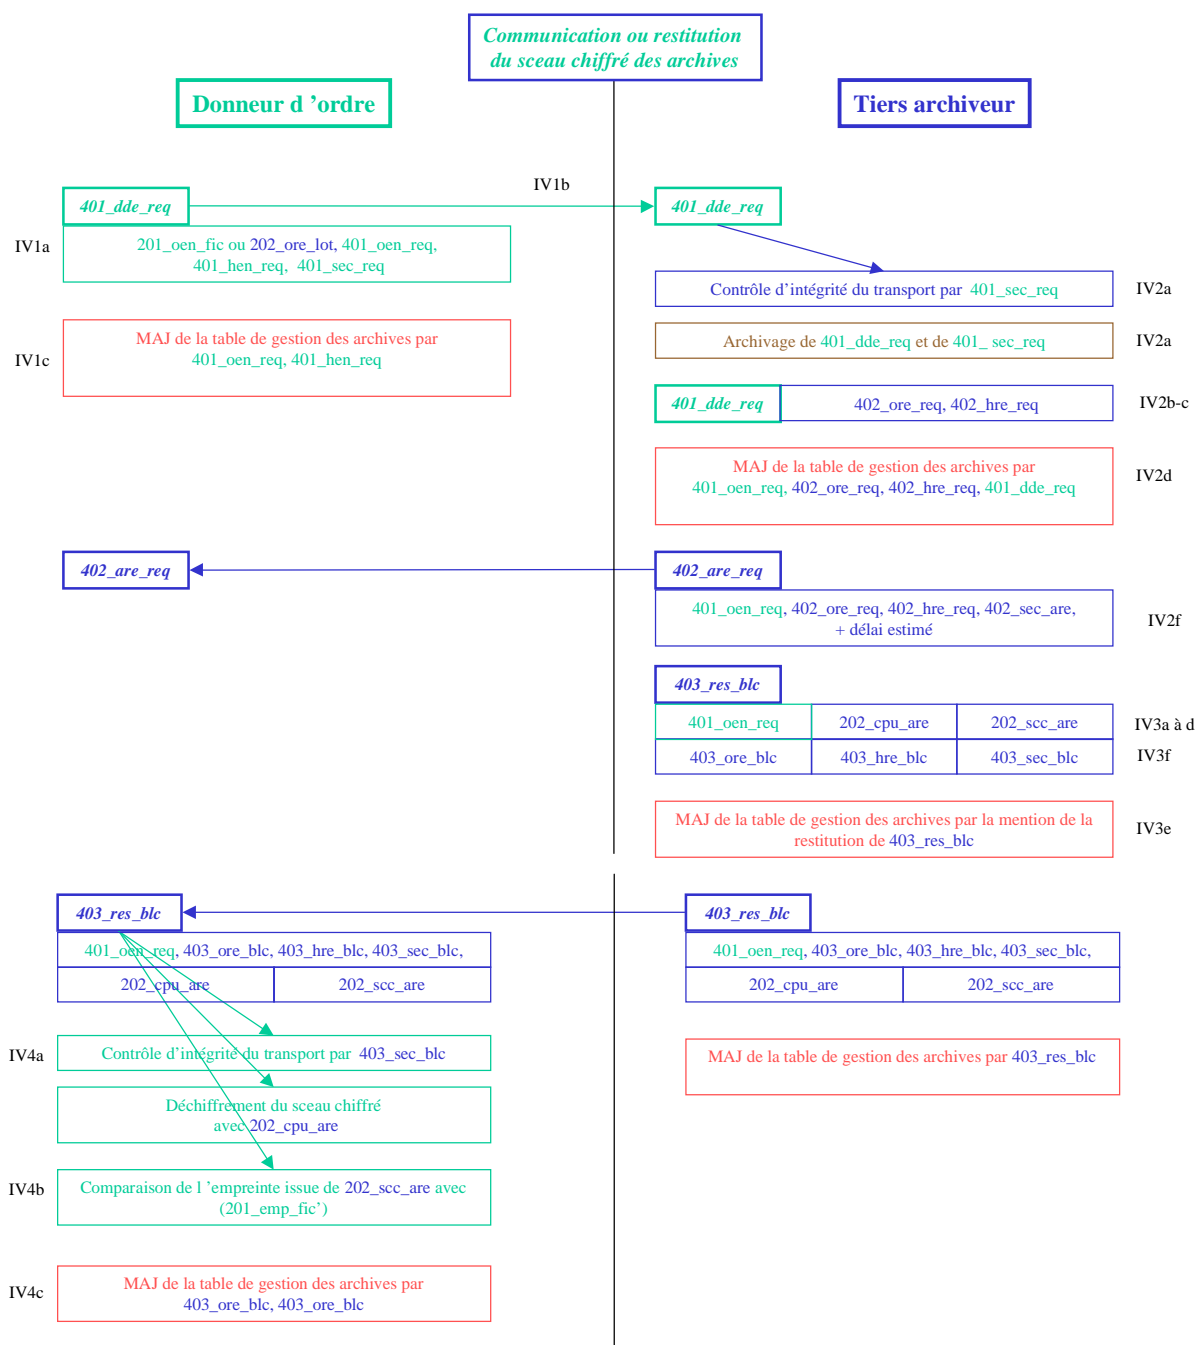 Communication ou restitution
du sceau chiffré des archives
Donneur d ’ordre
Tiers archiveur
IV1b
401_dde_req
401_dde_req
IV1a
201_oen_fic ou 202_ore_lot, 401_oen_req,
401_hen_req, 401_sec_req
Contrôle d’intégrité du transport par 401_sec_req
IV2a
IV1c
MAJ de la table de gestion des archives par
401_oen_req, 401_hen_req
Archivage de 401_dde_req et de 401_ sec_req
IV2a
401_dde_req
402_ore_req, 402_hre_req
IV2b-c
MAJ de la table de gestion des archives par
401_oen_req, 402_ore_req, 402_hre_req, 401_dde_req
IV2d
402_are_req
402_are_req
401_oen_req, 402_ore_req, 402_hre_req, 402_sec_are,
+ délai estimé
IV2f
403_res_blc
401_oen_req
202_cpu_are
202_scc_are
IV3a à d
403_ore_blc
403_hre_blc
403_sec_blc
IV3f
MAJ de la table de gestion des archives par la mention de la
restitution de 403_res_blc
IV3e
403_res_blc
403_res_blc
401_oen_req, 403_ore_blc, 403_hre_blc, 403_sec_blc,
401_oen_req, 403_ore_blc, 403_hre_blc, 403_sec_blc,
202_cpu_are
202_scc_are
202_cpu_are
202_scc_are
IV4a
Contrôle d’intégrité du transport par 403_sec_blc
MAJ de la table de gestion des archives par 403_res_blc
Déchiffrement du sceau chiffré
avec 202_cpu_are
IV4b
Comparaison de l ’empreinte issue de 202_scc_are avec
(201_emp_fic’)
IV4c
MAJ de la table de gestion des archives par
403_ore_blc, 403_ore_blc